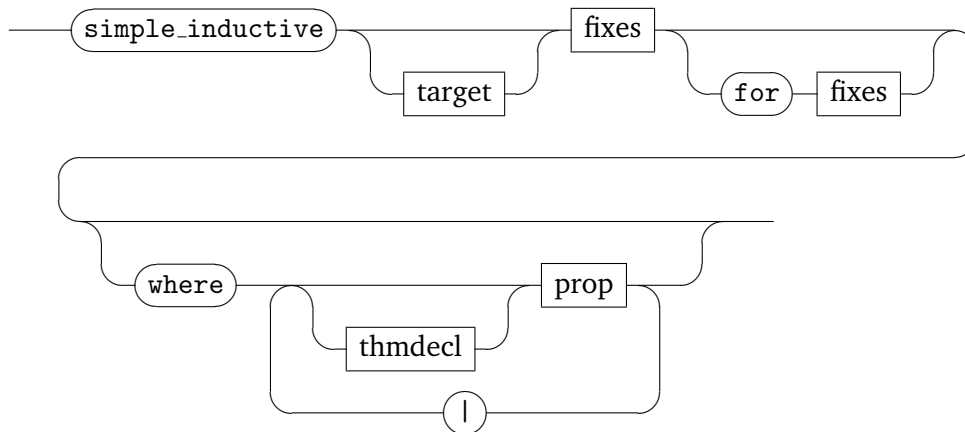 simple_inductive fixes
target for fixes
where prop
thmdecl
|